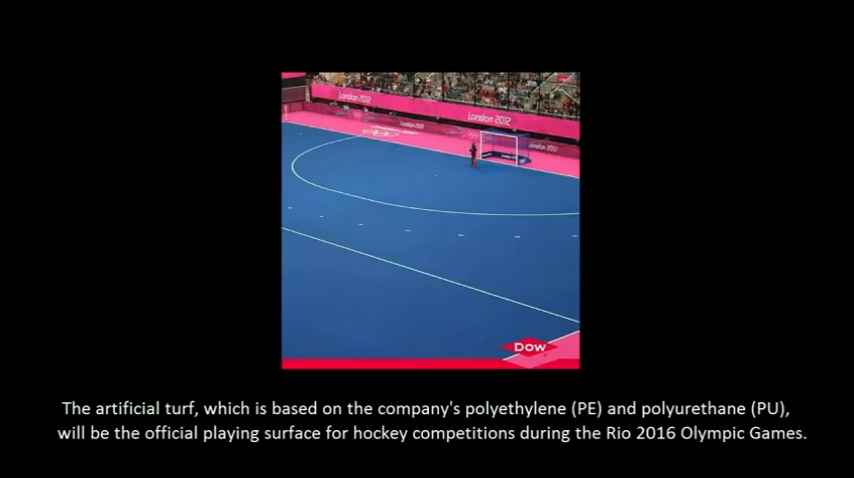 London 2012
London 2012
London 2012
London 2012
DOW
The artificial turf, which is based on the company's polyethylene (PE) and polyurethane (PU),
will be the official playing surface for hockey competitions during the Rio 2016 Olympic Games.